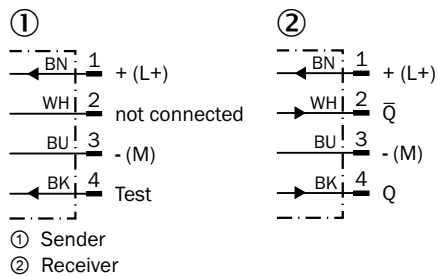 ① ②
BN 1 + (L+) BN 1 + (L+)
WH 2 not connected WH 2 Q̅
BU 3 - (M) BU 3 - (M)
BK 4 Test BK 4 Q
① Sender
② Receiver